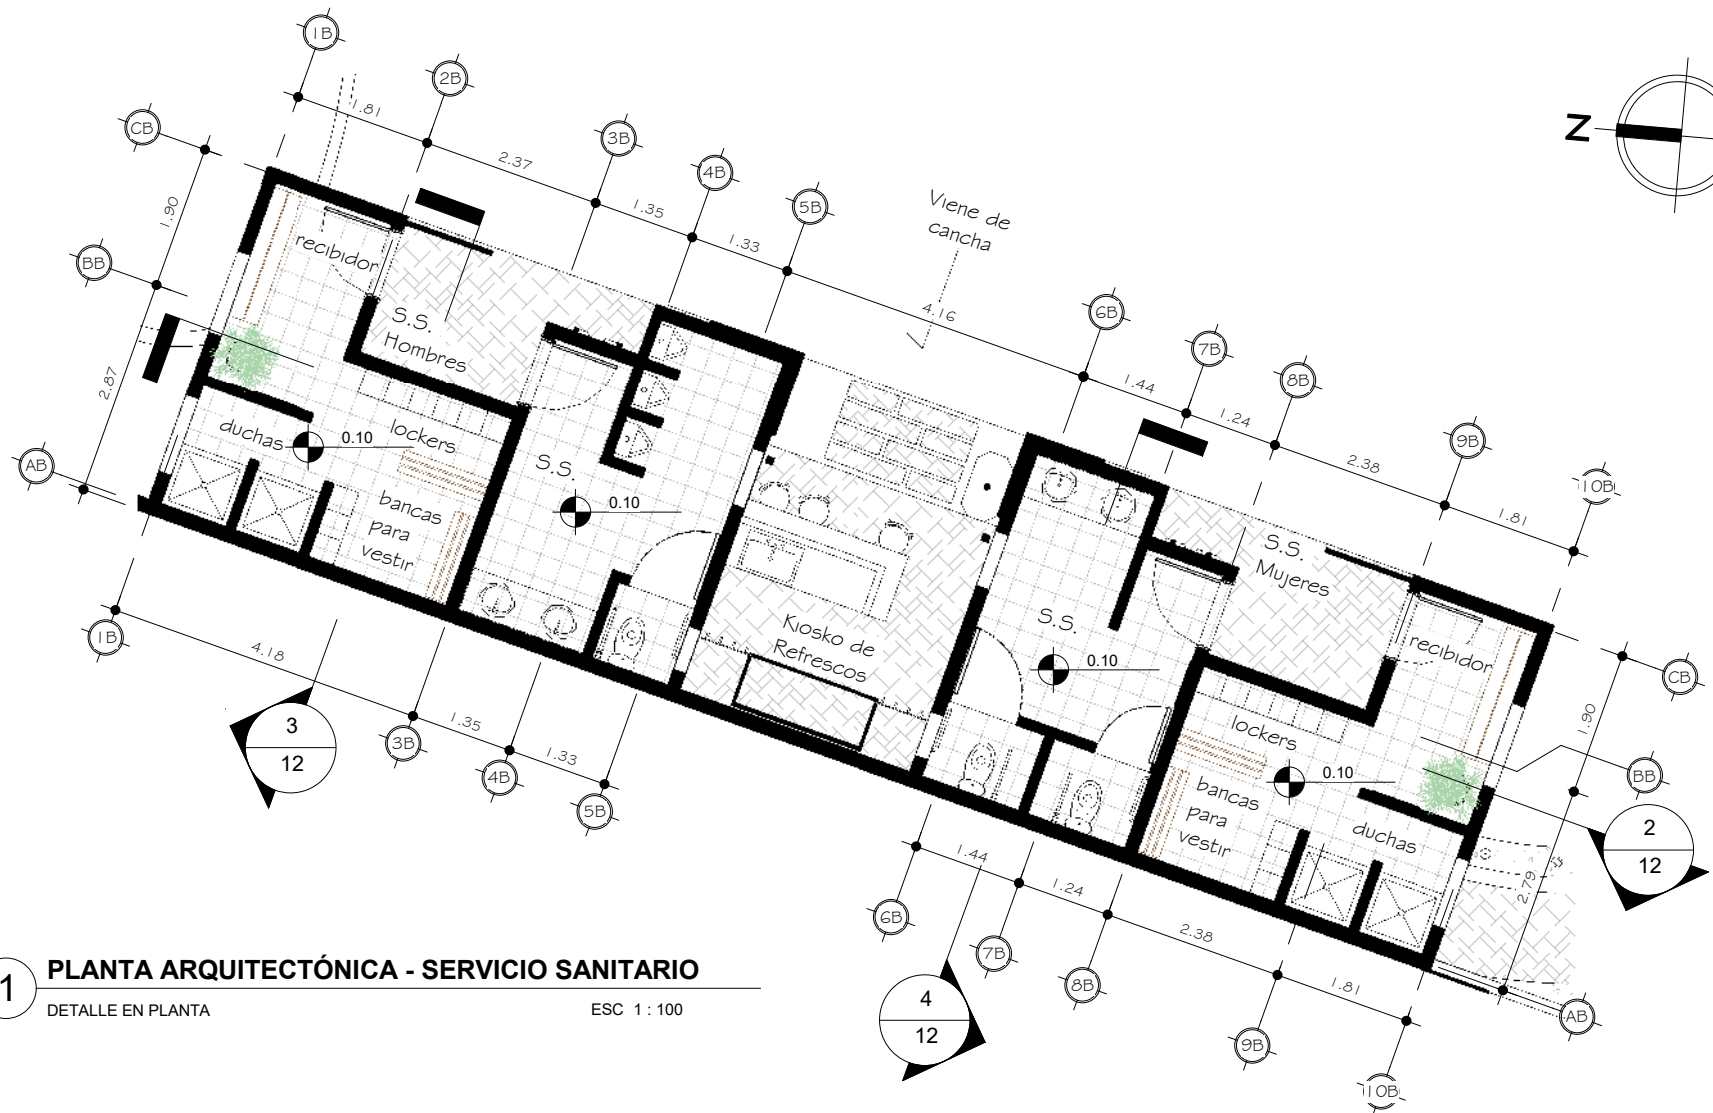 1B
2B
3B
4B
5B
6B
7B
8B
9B
10B
CB
BB
AB
1.81
2.37
1.35
1.33
4.16
1.44
1.24
2.38
1.81
1.90
2.87
Viene de
cancha
N
recibidor
S.S.
Hombres
duchas
0.10
lockers
bancas
para
vestir
S.S.
0.10
Kiosko de
Refrescos
S.S.
0.10
S.S.
Mujeres
recibidor
lockers
0.10
bancas
para
vestir
duchas
CB
1.90
BB
2.79
AB
2
12
1B
4.18
3B
1.35
4B
1.33
5B
3
12
6B
1.44
7B
1.24
8B
2.38
9B
1.81
10B
4
12
1
PLANTA ARQUITECTÓNICA - SERVICIO SANITARIO
DETALLE EN PLANTA
ESC 1 : 100